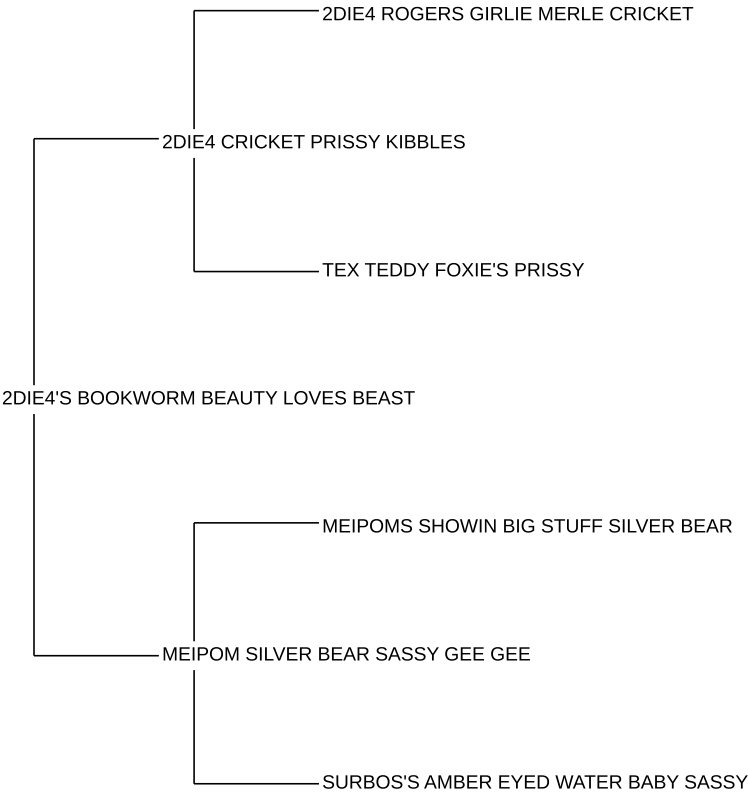 2DIE4 ROGERS GIRLIE MERLE CRICKET
2DIE4 CRICKET PRISSY KIBBLES
TEX TEDDY FOXIE'S PRISSY
2DIE4'S BOOKWORM BEAUTY LOVES BEAST
MEIPOMS SHOWIN BIG STUFF SILVER BEAR
MEIPOM SILVER BEAR SASSY GEE GEE
SURBOS'S AMBER EYED WATER BABY SASSY